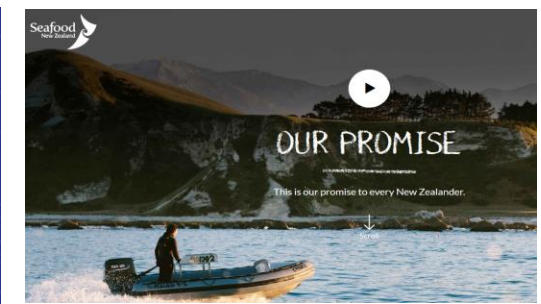 Seafood
New Zealand
OUR PROMISE
This is our promise to every New Zealander.
Scroll